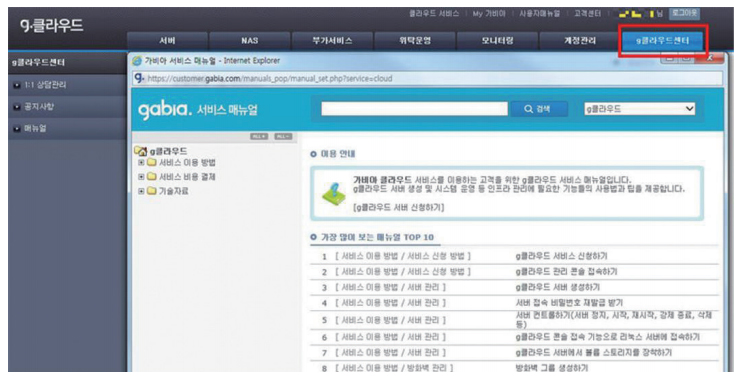 클라우드 서비스 | My 가비아 | 사용자매뉴얼 | 고객센터 | 님 로그아웃
g·클라우드
서버 NAS 부가서비스 위탁운영 모니터링 계정관리 g클라우드센터
g클라우드센터
1:1 상담관리
공지사항
매뉴얼
가비아 서비스 매뉴얼 - Internet Explorer
https://customer.gabia.com/manuals_pop/manual_set.php?service=cloud
gabia. 서비스 매뉴얼 검색 g클라우드
g클라우드
서비스 이용 방법
서비스 비용 결제
기술자료
이용 안내
가비아 클라우드 서비스를 이용하는 고객을 위한 g클라우드 서비스 매뉴얼입니다.
g클라우드 서버 생성 및 시스템 운영 등 인프라 관리에 필요한 기능들의 사용법과 팁을 제공합니다.
[g클라우드 서버 신청하기]
가장 많이 보는 매뉴얼 TOP 10
1 [ 서비스 이용 방법 / 서비스 신청 방법 ] g클라우드 서비스 신청하기
2 [ 서비스 이용 방법 / 서비스 신청 방법 ] g클라우드 관리 콘솔 접속하기
3 [ 서비스 이용 방법 / 서버 관리 ] g클라우드 서버 생성하기
4 [ 서비스 이용 방법 / 서버 관리 ] 서버 접속 비밀번호 재발급 받기
5 [ 서비스 이용 방법 / 서버 관리 ] 서버 컨트롤하기(서버 정지, 시작, 재시작, 강제 종료, 삭제 등)
6 [ 서비스 이용 방법 / 서버 관리 ] g클라우드 콘솔 접속 기능으로 리눅스 서버에 접속하기
7 [ 서비스 이용 방법 / 서버 관리 ] g클라우드 서버에서 볼륨 스토리지를 장착하기
8 [ 서비스 이용 방법 / 방화벽 관리 ] 방화벽 그룹 생성하기